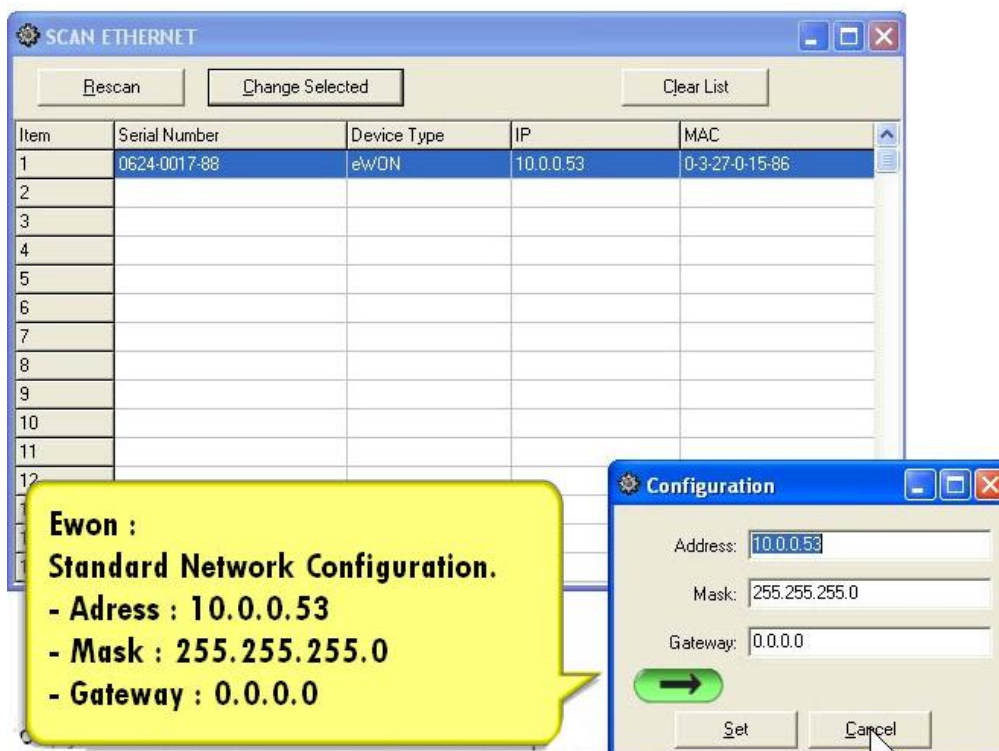 SCAN ETHERNET
Rescan Change Selected Clear List
Item Serial Number Device Type IP MAC
1 0624-0017-88 eWON 10.0.0.53 0-3-27-0-15-86
2
3
4
5
6
7
8
9
10
11
12
Configuration
Address: 10.0.0.53
Mask: 255.255.255.0
Gateway: 0.0.0.0
Set Cancel
Ewon :
Standard Network Configuration.
- Adress : 10.0.0.53
- Mask : 255.255.255.0
- Gateway : 0.0.0.0